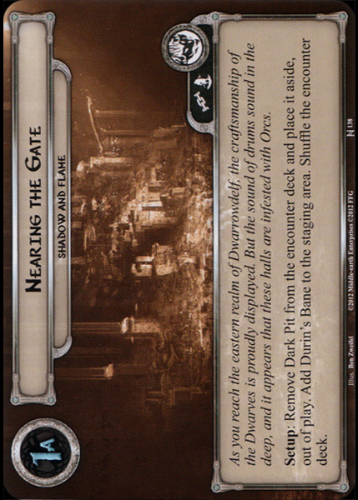 1A
NEARING THE GATE
SHADOW AND FLAME
As you reach the eastern realm of Dwarrowdelf, the craftsmanship of
the Dwarves is proudly displayed. But the sound of drums sound in the
deep, and it appears that these halls are infested with Orcs.
Setup: Remove Dark Pit from the encounter deck and place it aside,
out of play. Add Durin's Bane to the staging area. Shuffle the encounter
deck.
Illus. Ben Zweifel ©2012 Middle-earth Enterprises ©2012 FFG 138